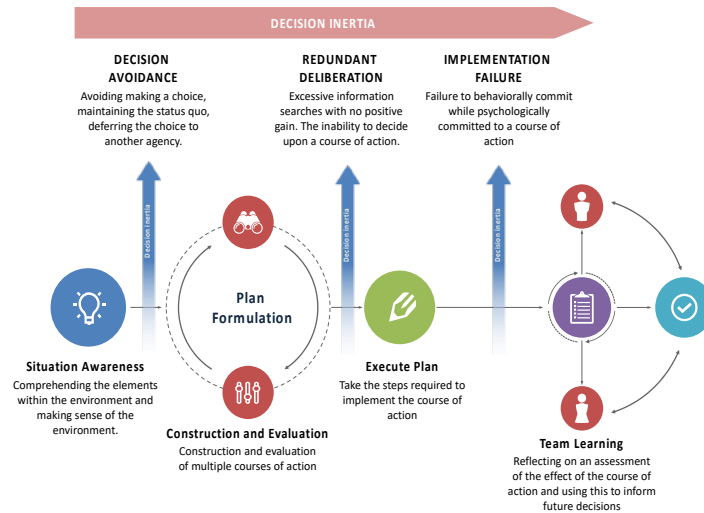 DECISION INERTIA
DECISION
AVOIDANCE
Avoiding making a choice,
maintaining the status quo,
deferring the choice to
another agency.
REDUNDANT
DELIBERATION
Excessive information
searches with no positive
gain. The inability to decide
upon a course of action.
IMPLEMENTATION
FAILURE
Failure to behaviorally commit
while psychologically
committed to a course of
action
Decision inertia
Decision inertia
Decision inertia
Plan
Formulation
Situation Awareness
Comprehending the elements
within the environment and
making sense of the
environment.
Construction and Evaluation
Construction and evaluation
of multiple courses of action
Execute Plan
Take the steps required to
implement the course of
action
Team Learning
Reflecting on an assessment
of the effect of the course of
action and using this to inform
future decisions